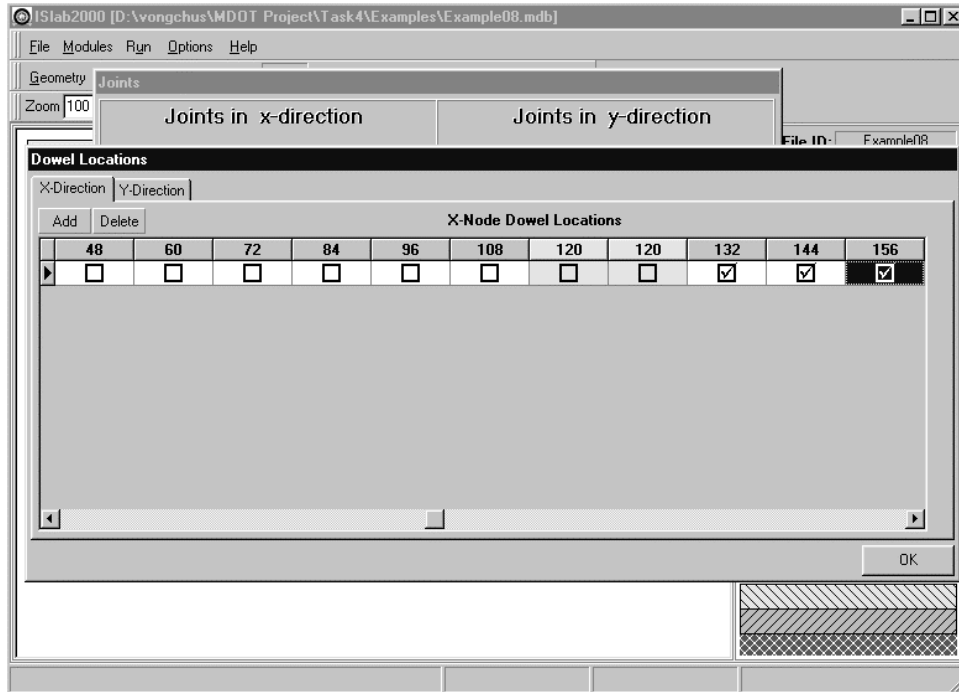 ISlab2000 [D:\vongchus\MDOT Project\Task4\Examples\Example08.mdb]
File Modules Run Options Help
Geometry
Joints
Zoom 100
Joints in x-direction Joints in y-direction
File ID: Example08
Dowel Locations
X-Direction Y-Direction
Add Delete X-Node Dowel Locations
48 60 72 84 96 108 120 120 132 144 156
OK